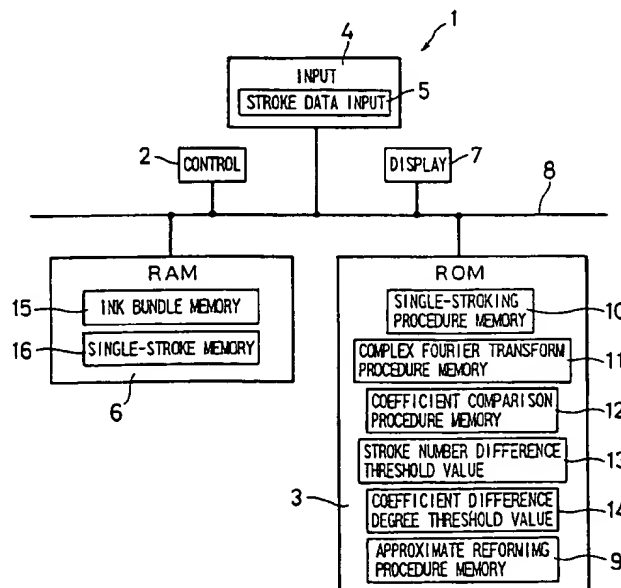 1
4
INPUT
STROKE DATA INPUT
5
2
CONTROL
DISPLAY
7
8
RAM
15
INK BUNDLE MEMORY
16
SINGLE-STROKE MEMORY
6
ROM
SINGLE-STROKING
PROCEDURE MEMORY
10
COMPLEX FOURIER TRANSFORM
PROCEDURE MEMORY
11
COEFFICIENT COMPARISON
PROCEDURE MEMORY
12
STROKE NUMBER DIFFERENCE
THRESHOLD VALUE
13
3
COEFFICIENT DIFFERENCE
DEGREE THRESHOLD VALUE
14
APPROXIMATE REFORMING
PROCEDURE MEMORY
9